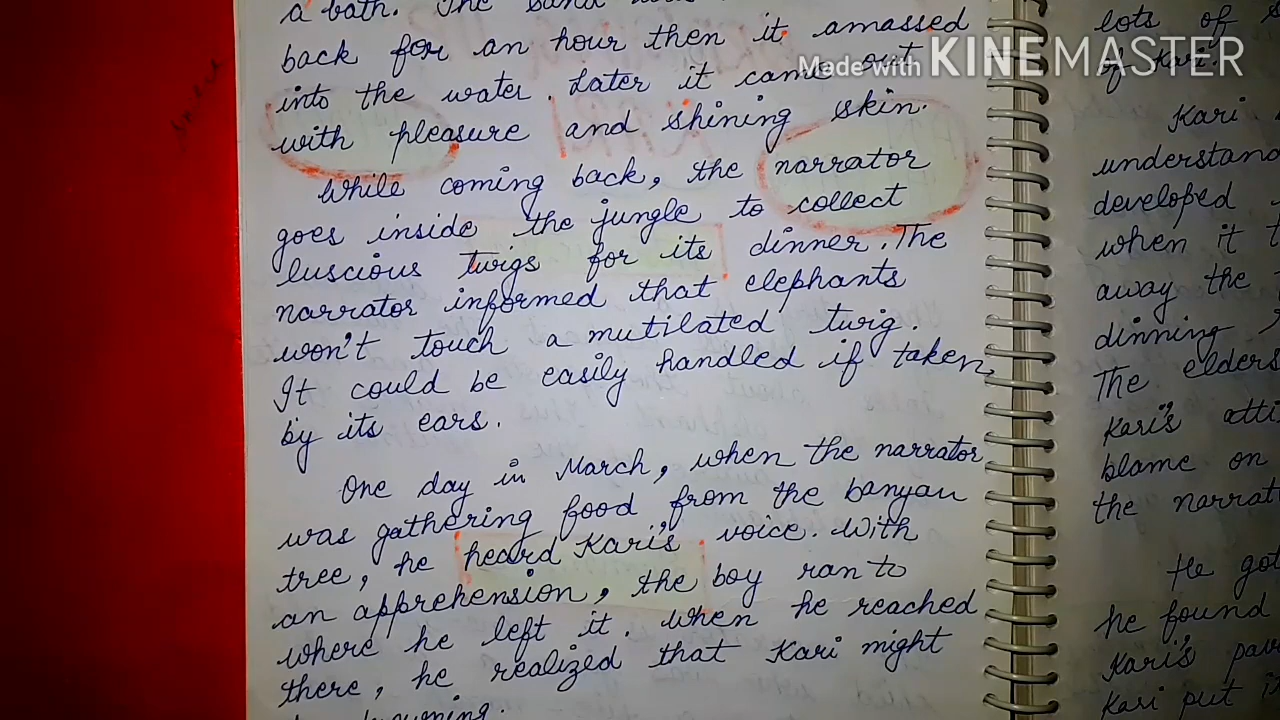 a bath. The sand was
back for an hour then it amassed
into the water. Later it came out
with pleasure and shining skin.
While coming back, the narrator
goes inside the jungle to collect
luscious twigs for its dinner. The
narrator informed that elephants
won't touch a mutilated twig.
It could be easily handled if taken
by its ears.
One day in March, when the narrator
was gathering food from the banyan
tree, he heard Kari's voice. With
an apprehension, the boy ran to
where he left it. When he reached
there, he realized that Kari might
lots of
of Kari.
Kari
understand
developed
when it
away the
dinning
The elders
Kari's
blame on
the
He got
he found
Kari's
Kari put
Made with KINEMASTER